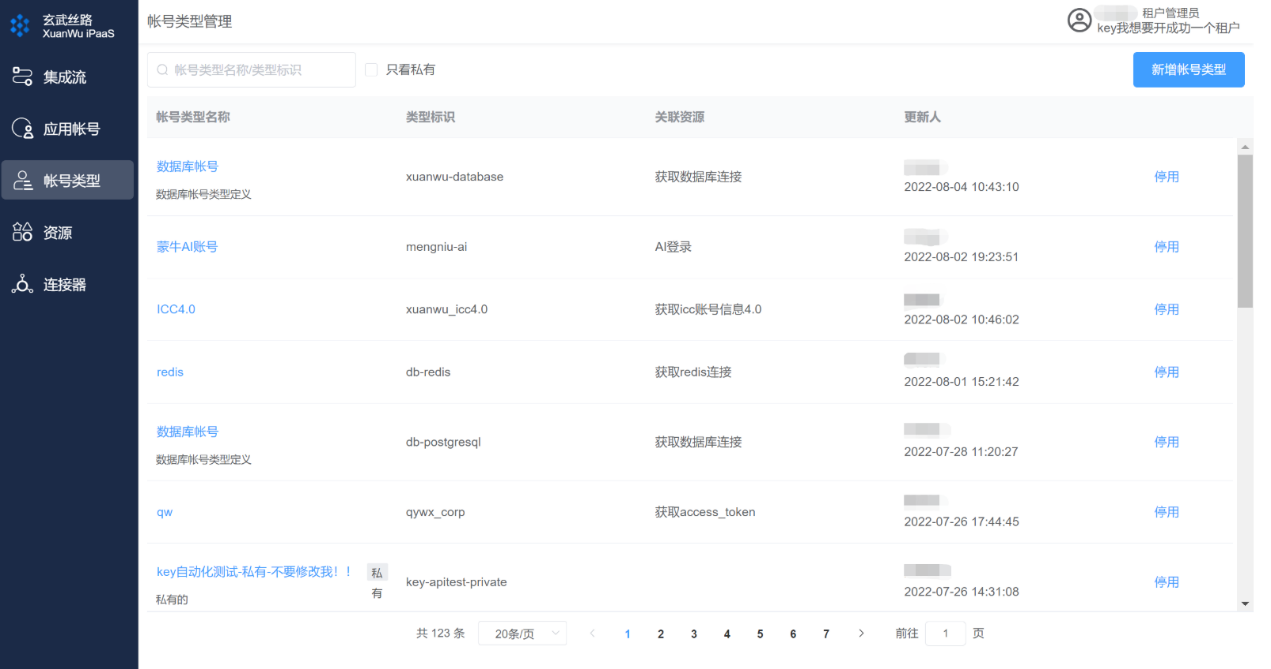 玄武丝路
XuanWu iPaaS
集成流
应用帐号
帐号类型
资源
连接器
帐号类型管理
租户管理员
key我想要开成功一个租户
帐号类型名称/类型标识
只看私有
新增帐号类型
帐号类型名称 类型标识 关联资源 更新人
数据库帐号
数据库帐号类型定义
xuanwu-database
获取数据库连接
2022-08-04 10:43:10
停用
蒙牛AI账号
mengniu-ai
AI登录
2022-08-02 19:23:51
停用
ICC4.0
xuanwu_icc4.0
获取icc账号信息4.0
2022-08-02 10:46:02
停用
redis
db-redis
获取redis连接
2022-08-01 15:21:42
停用
数据库帐号
数据库帐号类型定义
db-postgresql
获取数据库连接
2022-07-28 11:20:27
停用
qw
qywx_corp
获取access_token
2022-07-26 17:44:45
停用
key自动化测试-私有-不要修改我！！
私有的
私
有
key-apitest-private
2022-07-26 14:31:08
停用
共 123 条 20条/页 1 2 3 4 5 6 7 前往 1 页